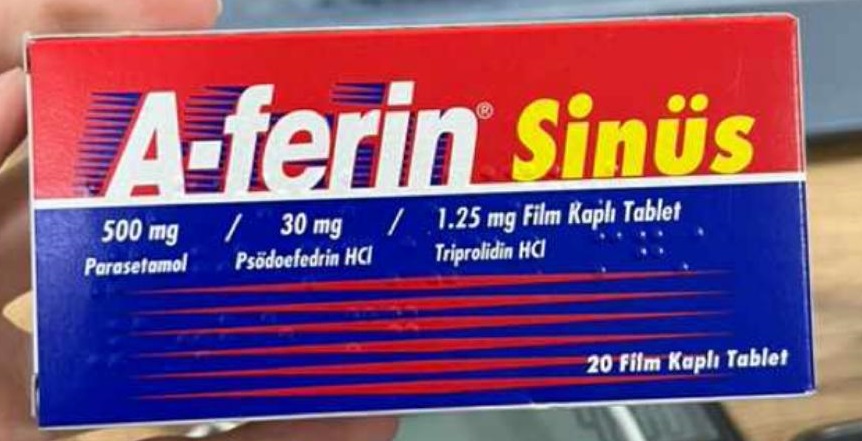 A-ferin® Sinüs
500 mg / 30 mg / 1.25 mg Film Kaplı Tablet
Parasetamol Psödoefedrin HCl Triprolidin HCl
20 Film Kaplı Tablet